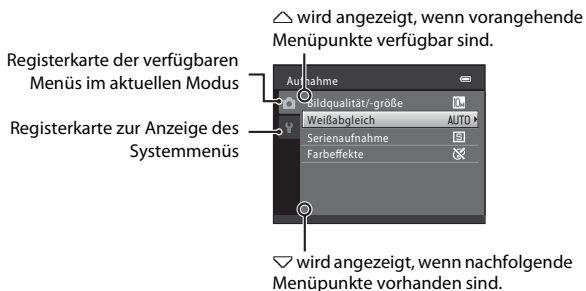 △ wird angezeigt, wenn vorangehende
Menüpunkte verfügbar sind.
Registerkarte der verfügbaren
Menüs im aktuellen Modus
Registerkarte zur Anzeige des
Systemmenüs
Aufnahme
Bildqualität/-größe
Weißabgleich AUTO
Serienaufnahme S
Farbeffekte
▽ wird angezeigt, wenn nachfolgende
Menüpunkte vorhanden sind.